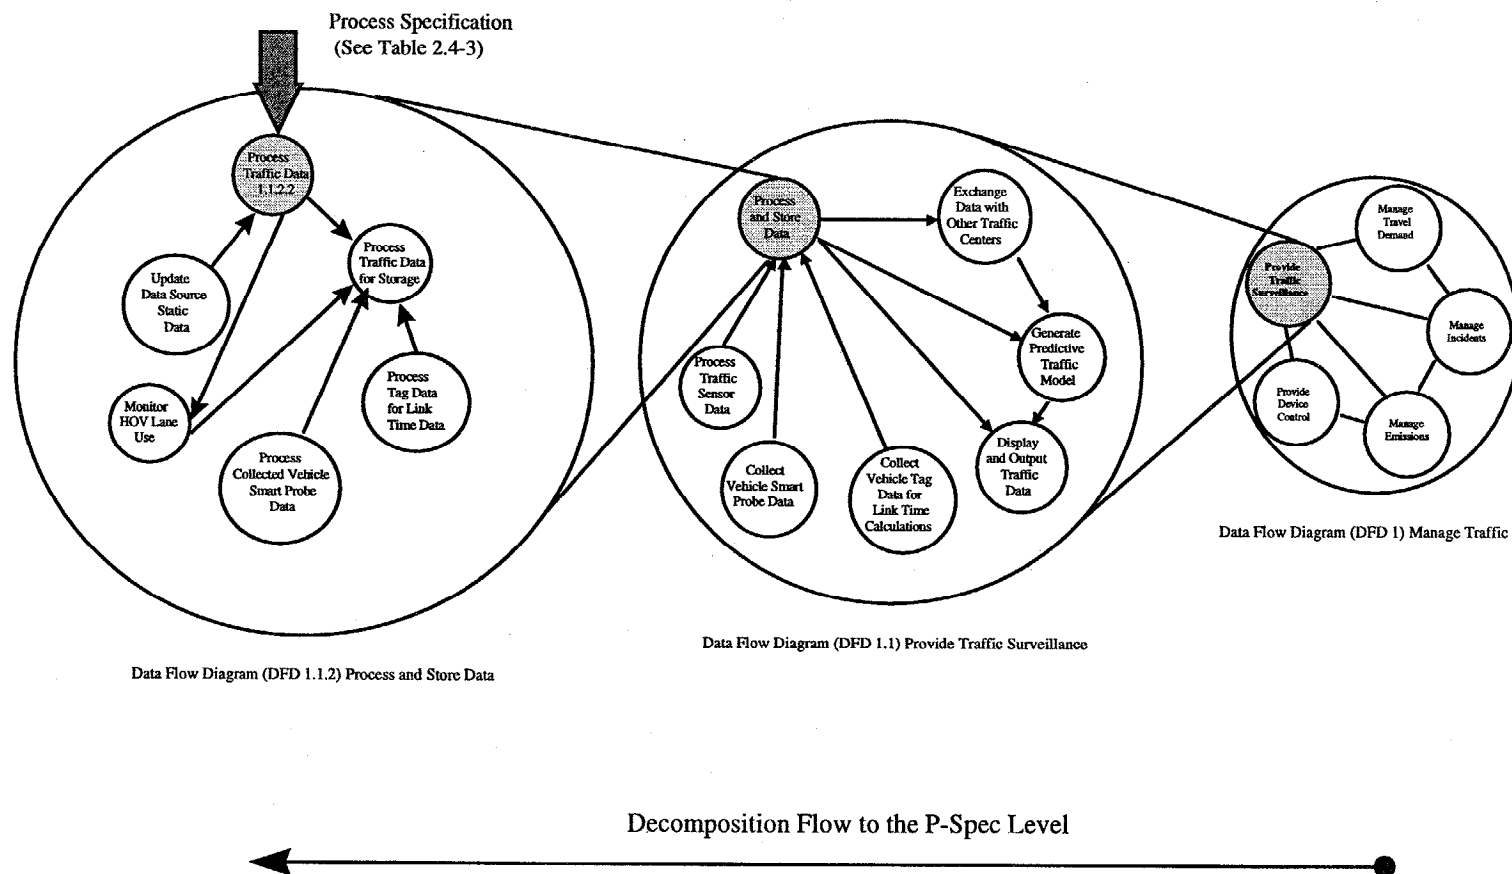 Process Specification
(See Table 2.4-3)
Process
Traffic Data
1.1.2.2
Process
Traffic Data
for Storage
Update
Data Source
Static
Data
Monitor
HOV Lane
Use
Process
Collected Vehicle
Smart Probe
Data
Process
Tag Data
for Link
Time Data
Data Flow Diagram (DFD 1.1.2) Process and Store Data
Process
and Store
Data
Exchange
Data with
Other Traffic
Centers
Generate
Predictive
Traffic
Model
Process
Traffic
Sensor
Data
Collect
Vehicle Smart
Probe Data
Collect
Vehicle Tag
Data for
Link Time
Calculations
Display
and Output
Traffic
Data
Data Flow Diagram (DFD 1.1) Provide Traffic Surveillance
Manage
Travel
Demand
Provide
Traffic
Surveillance
Manage
Incidents
Provide
Device
Control
Manage
Emissions
Data Flow Diagram (DFD 1) Manage Traffic
Decomposition Flow to the P-Spec Level